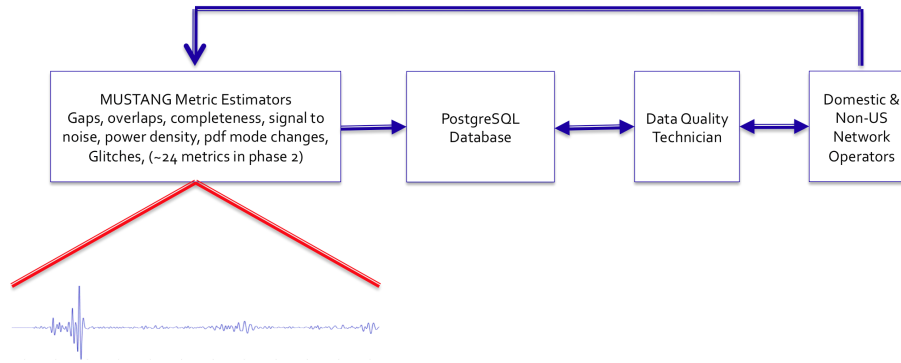 MUSTANG Metric Estimators
Gaps, overlaps, completeness, signal to
noise, power density, pdf mode changes,
Glitches, (~24 metrics in phase 2)
PostgreSQL
Database
Data Quality
Technician
Domestic &
Non-US
Network
Operators